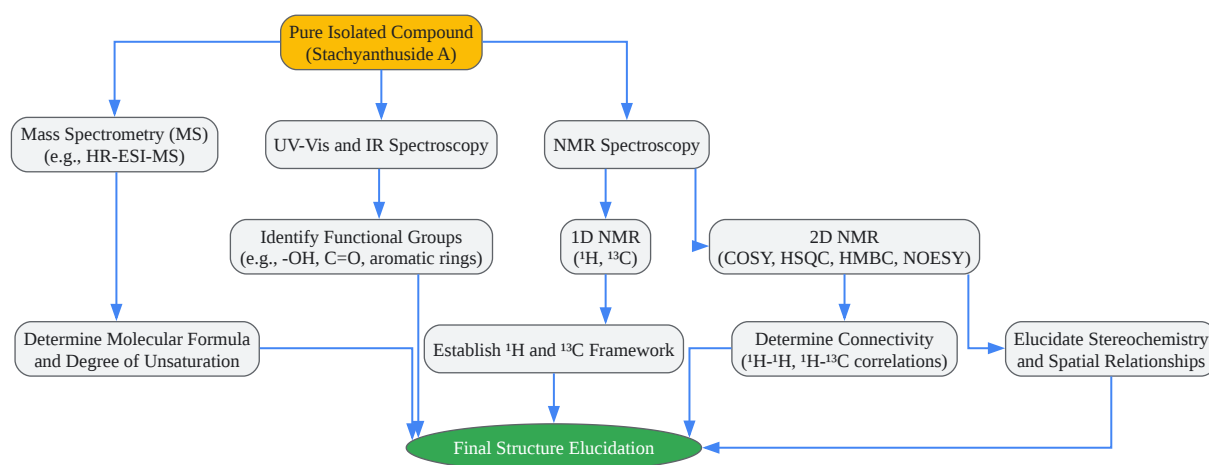 Pure Isolated Compound
(Stachyanthuside A)
Mass Spectrometry (MS)
(e.g., HR-ESI-MS)
UV-Vis and IR Spectroscopy
NMR Spectroscopy
Identify Functional Groups
(e.g., -OH, C=O, aromatic rings)
1D NMR
(¹H, ¹³C)
2D NMR
(COSY, HSQC, HMBC, NOESY)
Determine Molecular Formula
and Degree of Unsaturation
Establish ¹H and ¹³C Framework
Determine Connectivity
(¹H-¹H, ¹H-¹³C correlations)
Elucidate Stereochemistry
and Spatial Relationships
Final Structure Elucidation